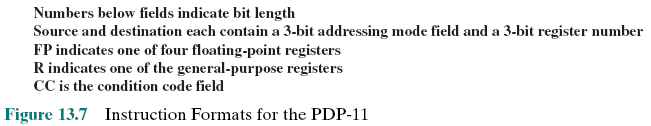 Numbers below fields indicate bit length
Source and destination each contain a 3-bit addressing mode field and a 3-bit register number
FP indicates one of four floating-point registers
R indicates one of the general-purpose registers
CC is the condition code field
Figure 13.7 Instruction Formats for the PDP-11